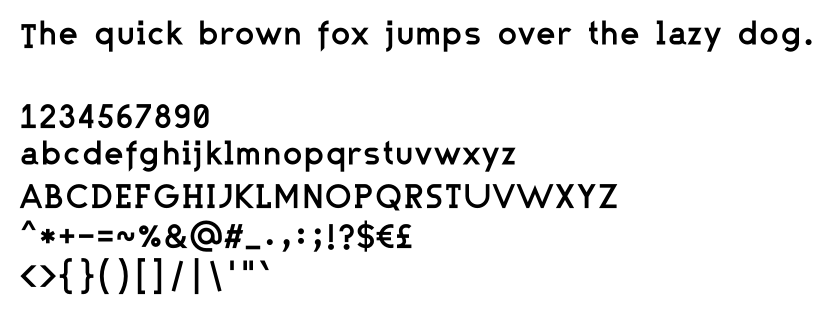 The quick brown fox jumps over the lazy dog.
1234567890
abcdefghijklmnopqrstuvwxyz
ABCDEFGHIJKLMNOPQRSTUVWXYZ
^*+-=~%&@#_.,:;!?$€£
<>{}()[]/|\'"`